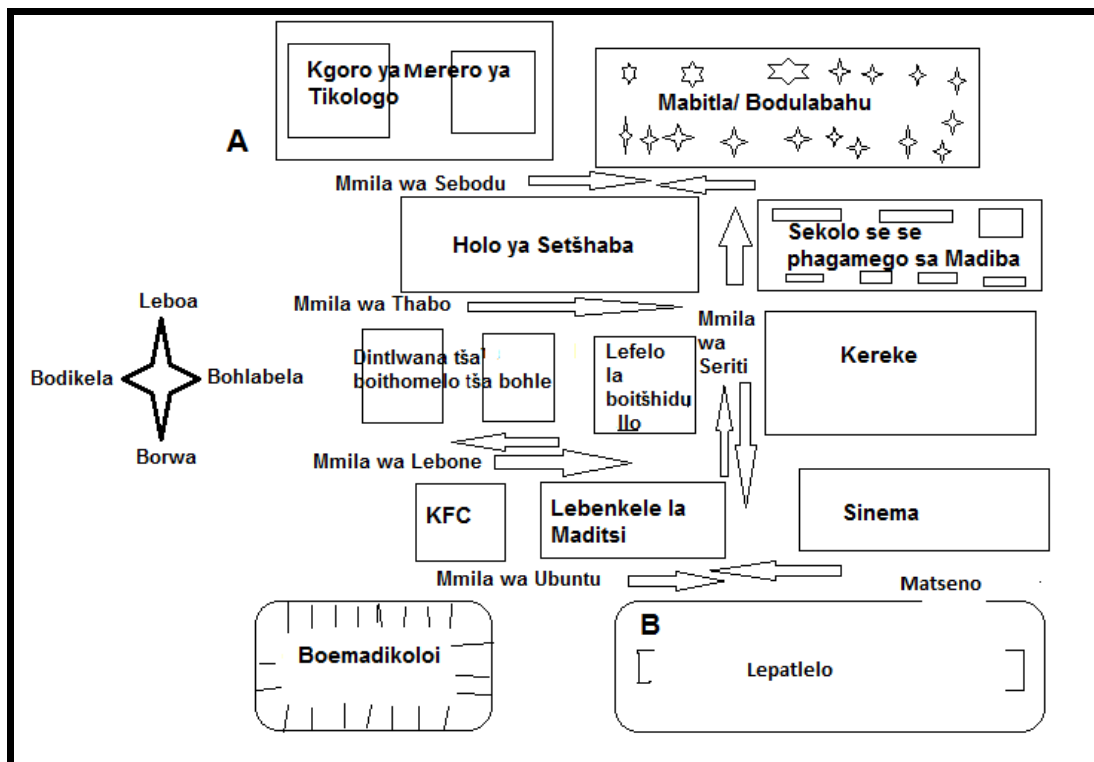 Kgoro ya Merero ya
Tikologo
Mabitla/ Bodulabahu
A
Mmila wa Sebodu
Holo ya Setšhaba
Sekolo se se
phagamego sa Madiba
Leboa
Bodikela
Bohlabela
Borwa
Mmila wa Thabo
Mmila
wa
Seriti
Kereke
Dintlwana tša
boithomelo tša bohle
Lefelo
la
boitšhidu
llo
Mmila wa Lebone
KFC
Lebenkele la
Maditsi
Sinema
Mmila wa Ubuntu
Matseno
Boemadikoloi
B
Lepatlelo